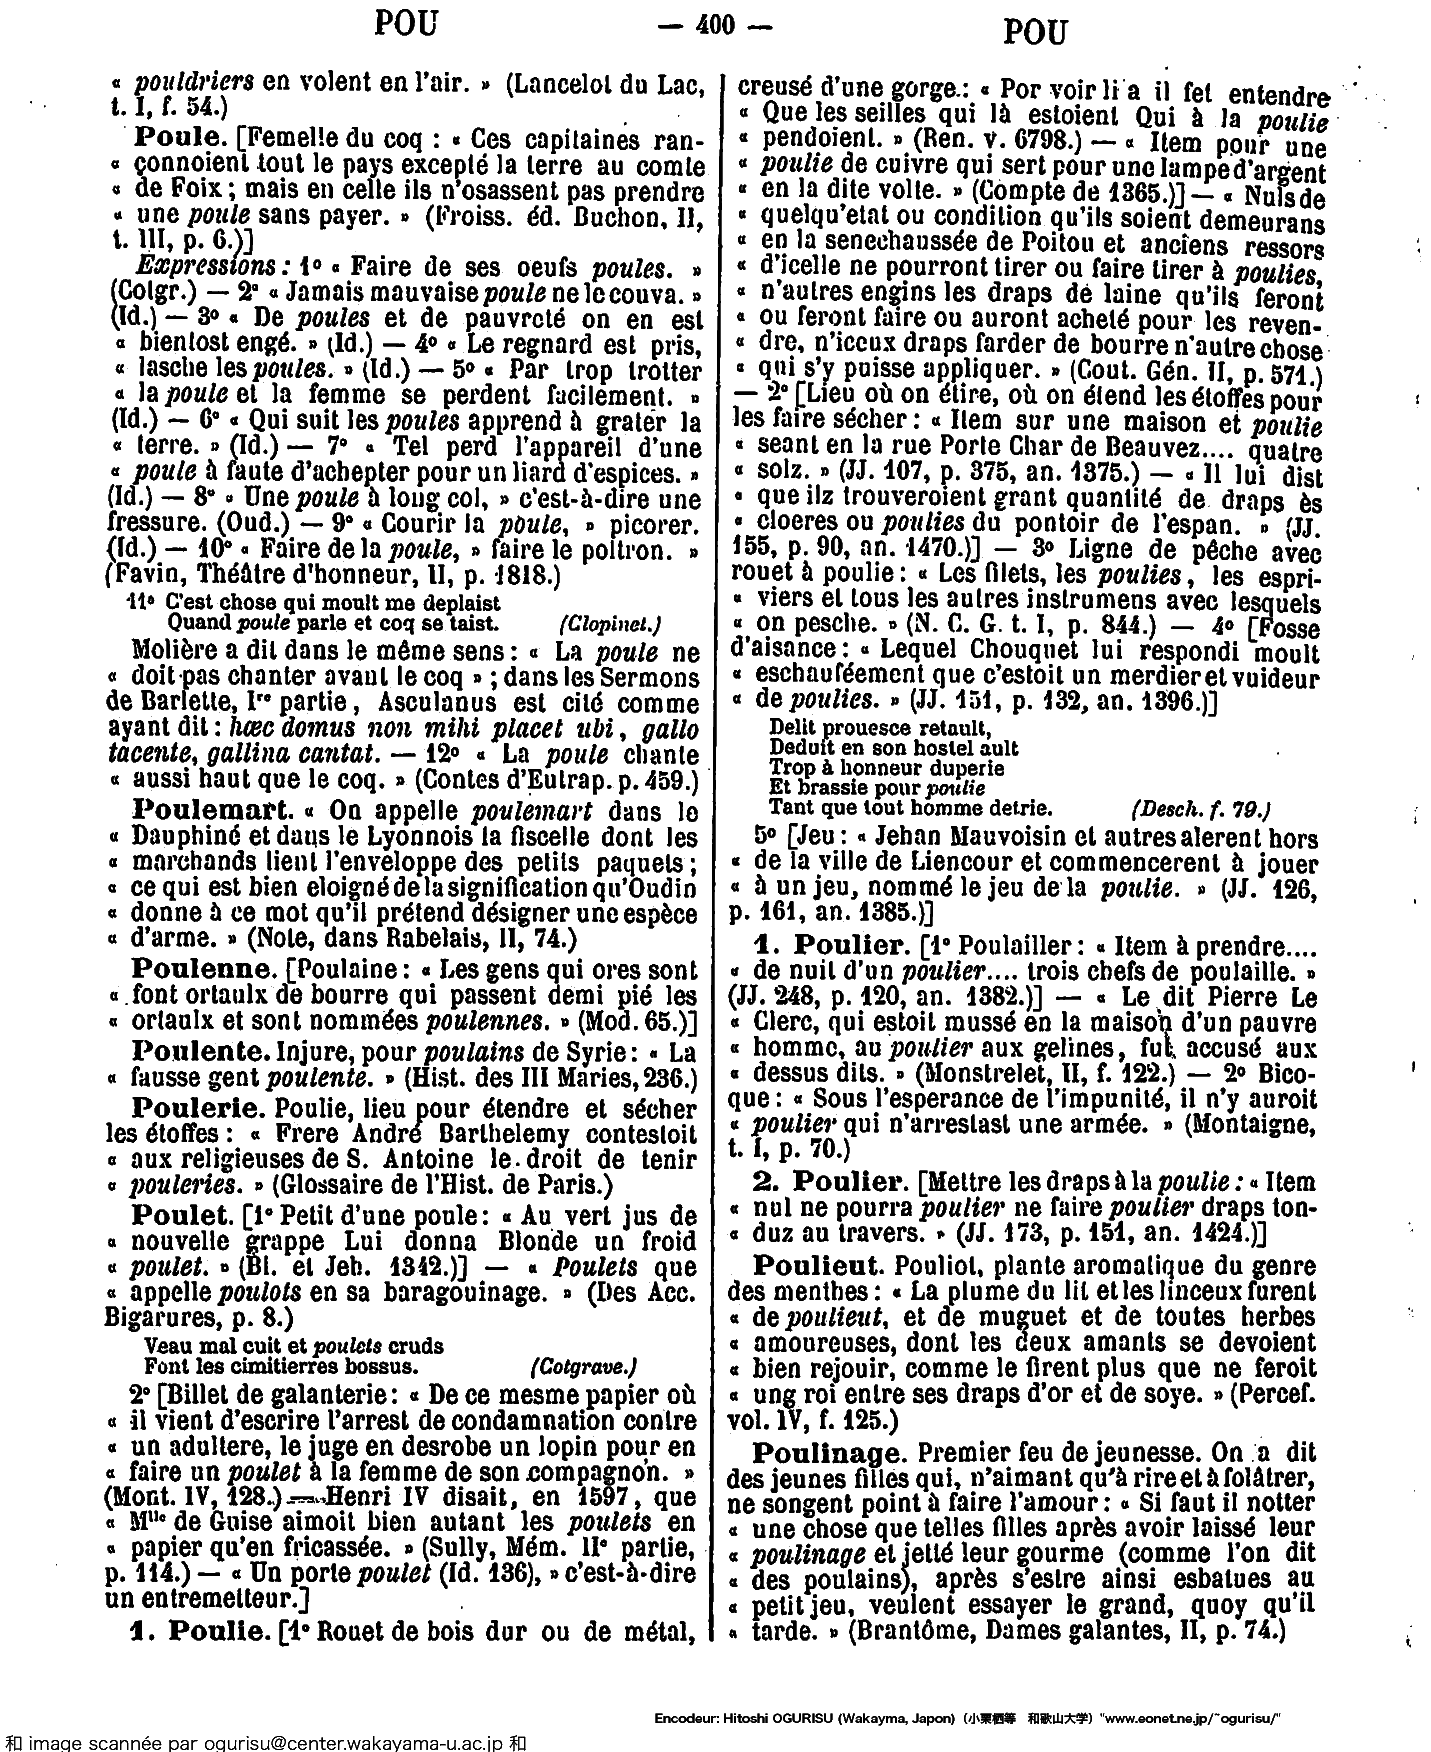 POU
— 400 —
POU
« pouldriers en volent en l'air. » (Lancelot du Lac,
t. I, f. 54.)
Poule. [Femelle du coq : « Ces capitaines ran-
« çonnoient tout le pays excepté la terre au comte
« de Foix ; mais en celle ils n'osassent pas prendre
« une poule sans payer. » (Froiss. éd. Buchon, II,
t. III, p. 6.)]
Expressions : 1º « Faire de ses oeufs poules. »
(Cotgr.) — 2º « Jamais mauvaise poule ne le couva. »
(Id.) — 3º « De poules et de pauvreté on en est
« bientost engé. » (Id.) — 4º « Le regnard est pris,
« lasche les poules. » (Id.) — 5º « Par trop trotter
« la poule et la femme se perdent facilement. »
(Id.) — 6º « Qui suit les poules apprend à grater la
« terre. » (Id.) — 7º « Tel perd l'appareil d'une
« poule à faute d'achepter pour un liard d'espices. »
(Id.) — 8º « Une poule à long col, » c'est-à-dire une
fressure. (Oud.) — 9º « Courir la poule, » picorer.
(Id.) — 10º « Faire de la poule, » faire le poltron. »
(Favin, Théâtre d'honneur, II, p. 1818.)
11º C'est chose qui moult me deplaist
Quand poule parle et coq se taist. (Clopinel.)
Molière a dit dans le même sens : « La poule ne
« doit pas chanter avant le coq » ; dans les Sermons
de Barlette, Iʳᵉ partie, Asculanus est cité comme
ayant dit : hæc domus non mihi placet ubi, gallo
tacente, gallina cantat. — 12º « La poule chante
« aussi haut que le coq. » (Contes d'Eutrap. p. 459.)
Poulemart. « On appelle poulemart dans le
« Dauphiné et dans le Lyonnois la fiscelle dont les
« marchands lient l'enveloppe des petits paquets ;
« ce qui est bien eloigné de la signification qu'Oudin
« donne à ce mot qu'il prétend désigner une espèce
« d'arme. » (Note, dans Rabelais, II, 74.)
Poulenne. [Poulaine : « Les gens qui ores sont
« font ortaulx de bourre qui passent demi pié les
« ortaulx et sont nommées poulennes. » (Mod. 65.)]
Poulente. Injure, pour poulains de Syrie : « La
« fausse gent poulente. » (Hist. des III Maries, 236.)
Poulerie. Poulie, lieu pour étendre et sécher
les étoffes : « Frere André Barthelemy contestoit
« aux religieuses de S. Antoine le droit de tenir
« pouleries. » (Glossaire de l'Hist. de Paris.)
Poulet. [1º Petit d'une poule : « Au vert jus de
« nouvelle grappe Lui donna Blonde un froid
« poulet. » (Bl. et Jeh. 1342.)] — « Poulets que
« appelle poulots en sa baragouinage. » (Des Acc.
Bigarures, p. 8.)
Veau mal cuit et poulets cruds
Font les cimitierres bossus. (Cotgrave.)
2º [Billet de galanterie : « De ce mesme papier où
« il vient d'escrire l'arrest de condamnation contre
« un adultere, le juge en desrobe un lopin pour en
« faire un poulet à la femme de son compagnon. »
(Mont. IV, 128.) — Henri IV disait, en 1597, que
« Mˡˡᵉ de Guise aimoit bien autant les poulets en
« papier qu'en fricassée. » (Sully, Mém. IIᵉ partie,
p. 114.) — « Un porte poulet (Id. 136), » c'est-à-dire
un entremetteur.]
1. Poulie. [1º Rouet de bois dur ou de métal,
creusé d'une gorge : « Por voir li a il fet entendre
« Que les seilles qui là estoient Qui à la poulie
« pendoient. » (Ren. v. 6798.) — « Item pour une
« poulie de cuivre qui sert pour une lampe d'argent
« en la dite volte. » (Compte de 1365.)] — « Nuls de
« quelqu'etat ou condition qu'ils soient demeurans
« en la senechaussée de Poitou et anciens ressors
« d'icelle ne pourront tirer ou faire tirer à poulies,
« n'autres engins les draps de laine qu'ils feront
« ou feront faire ou auront acheté pour les reven-
« dre, n'iceux draps farder de bourre n'autre chose
« qui s'y puisse appliquer. » (Cout. Gén. II, p. 571.)
— 2º [Lieu où on étire, où on étend les étoffes pour
les faire sécher : « Item sur une maison et poulie
« seant en la rue Porte Char de Beauvez.... quatre
« solz. » (JJ. 107, p. 375, an. 1375.) — « Il lui dist
« que ilz trouveroient grant quantité de draps ès
« cloeres ou poulies du pontoir de l'espan. » (JJ.
155, p. 90, an. 1470.)] — 3º Ligne de pêche avec
rouet à poulie : « Les filets, les poulies, les espri-
« viers et tous les autres instrumens avec lesquels
« on pesche. » (N. C. G. t. I, p. 844.) — 4º [Fosse
d'aisance : « Lequel Chouquet lui respondi moult
« eschauféement que c'estoit un merdier et vuideur
« de poulies. » (JJ. 151, p. 132, an. 1396.)]
Delit prouesce retault,
Deduit en son hostel ault
Trop à honneur duperie
Et brassie pour poulie
Tant que tout homme detrie. (Desch. f. 79.)
5º [Jeu : « Jehan Mauvoisin et autres alerent hors
« de la ville de Liencour et commencerent à jouer
« à un jeu, nommé le jeu de la poulie. » (JJ. 126,
p. 161, an. 1385.)]
1. Poulier. [1º Poulailler : « Item à prendre....
« de nuit d'un poulier.... trois chefs de poulaille. »
(JJ. 248, p. 120, an. 1382.)] — « Le dit Pierre Le
« Clerc, qui estoit mussé en la maison d'un pauvre
« homme, au poulier aux gelines, fut accusé aux
« dessus dits. » (Monstrelet, II, f. 122.) — 2º Bico-
que : « Sous l'esperance de l'impunité, il n'y auroit
« poulier qui n'arrestast une armée. » (Montaigne,
t. I, p. 70.)
2. Poulier. [Mettre les draps à la poulie : « Item
« nul ne pourra poulier ne faire poulier draps ton-
« duz au travers. » (JJ. 173, p. 151, an. 1424.)]
Poulieut. Pouliot, plante aromatique du genre
des menthes : « La plume du lit et les linceux furent
« de poulieut, et de muguet et de toutes herbes
« amoureuses, dont les deux amants se devoient
« bien rejouir, comme le firent plus que ne feroit
« ung roi entre ses draps d'or et de soye. » (Percef.
vol. IV, f. 125.)
Poulinage. Premier feu de jeunesse. On a dit
des jeunes filles qui, n'aimant qu'à rire et à folâtrer,
ne songent point à faire l'amour : « Si faut il notter
« une chose que telles filles après avoir laissé leur
« poulinage et jetté leur gourme (comme l'on dit
« des poulains), après s'estre ainsi esbatues au
« petit jeu, veulent essayer le grand, quoy qu'il
« tarde. » (Brantôme, Dames galantes, II, p. 74.)
Encodeur: Hitoshi OGURISU (Wakayma, Japon) (小栗栖等 和歌山大学) "www.eonet.ne.jp/~ogurisu/"
和 image scannée par ogurisu@center.wakayama-u.ac.jp 和